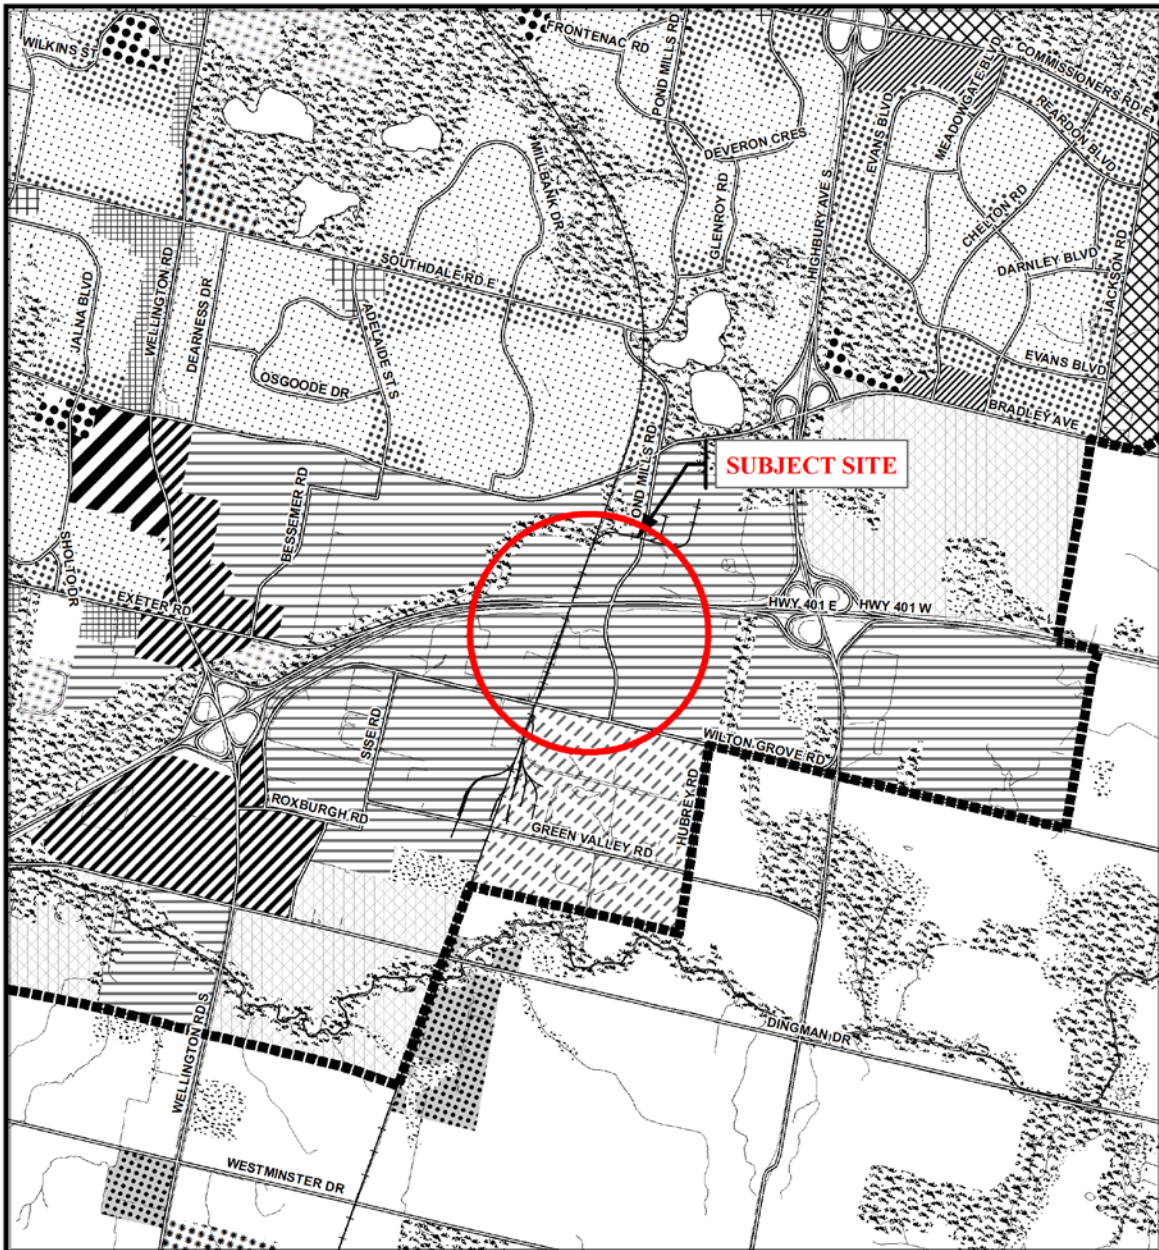 WILKINS ST
FRONTENAC RD
POND MILLS RD
COMMISSIONERS RD E
MEADOWGATE BLVD
REARDON BLVD
EVANS BLVD
DEVERON CRES
MILLBANK DR
GLENROY RD
HIGHBURY AVE S
CHELTON RD
DARNLEY BLVD
JACKSON RD
SOUTHDALE RD E
JALNA BLVD
WELLINGTON RD
DEARNESS DR
ADELAIDE ST S
OSGOODE DR
EVANS BLVD
BRADLEY AVE
SUBJECT SITE
OND MILLS RD
BESSEMER RD
SHOLTO DR
EXETER RD
HWY 401 E
HWY 401 W
SISE RD
WILTON GROVE RD
HUBREY RD
ROXBURGH RD
GREEN VALLEY RD
WELLINGTON RD S
DINGMAN DR
WESTMINSTER DR